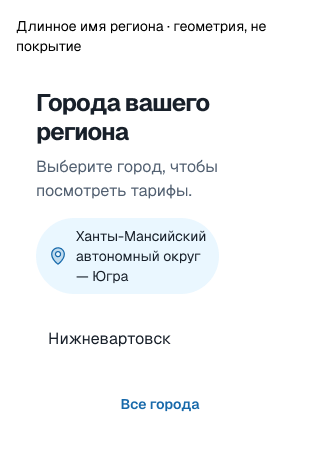 Длинное имя региона · геометрия, не
покрытие
Города вашего
региона
Выберите город, чтобы
посмотреть тарифы.
Ханты-Мансийский
автономный округ
— Югра
Нижневартовск
Все города